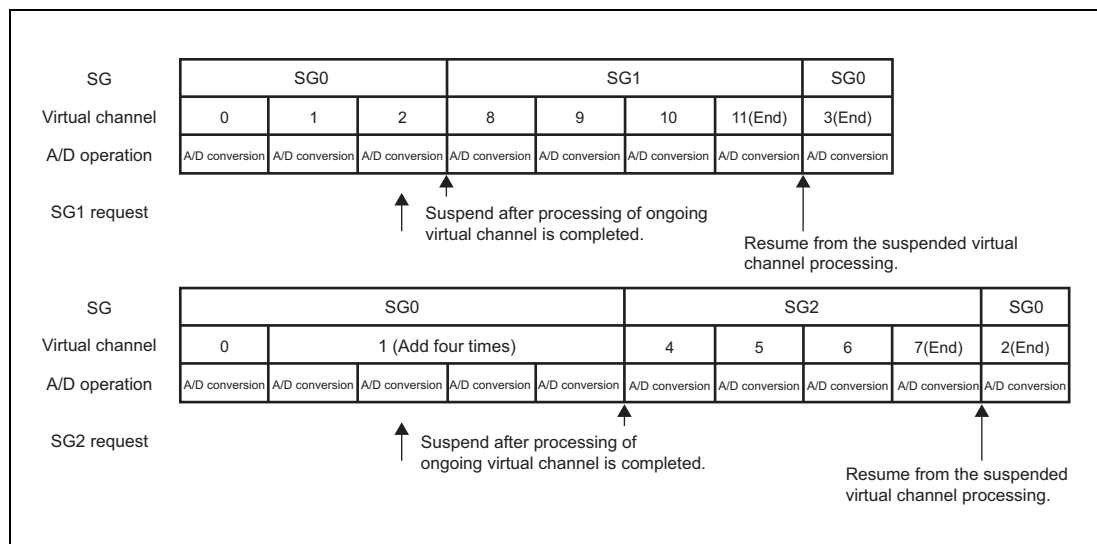 SG SG0 SG1 SG0
Virtual channel 0 1 2 8 9 10 11(End) 3(End)
A/D operation A/D conversion A/D conversion A/D conversion A/D conversion A/D conversion A/D conversion A/D conversion A/D conversion
SG1 request
Suspend after processing of ongoing
virtual channel is completed.
Resume from the suspended virtual
channel processing.
SG SG0 SG2 SG0
Virtual channel 0 1 (Add four times) 4 5 6 7(End) 2(End)
A/D operation A/D conversion A/D conversion A/D conversion A/D conversion A/D conversion A/D conversion A/D conversion A/D conversion A/D conversion A/D conversion
SG2 request
Suspend after processing of
ongoing virtual channel is completed.
Resume from the suspended
virtual channel processing.